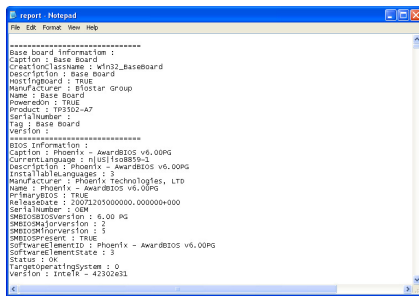 report - Notepad
File Edit Format View Help
==============================
Base board information :
Caption : Base Board
CreationClassName : Win32_BaseBoard
Description : Base Board
HostingBoard : TRUE
Manufacturer : Biostar Group
Name : Base Board
PoweredOn : TRUE
Product : TP35D2-A7
SerialNumber :
Tag : Base Board
Version :
==============================
BIOS Information :
Caption : Phoenix - AwardBIOS v6.00PG
CurrentLanguage : n|US|iso8859-1
Description : Phoenix - AwardBIOS v6.00PG
InstallableLanguages : 3
Manufacturer : Phoenix Technologies, LTD
Name : Phoenix - AwardBIOS v6.00PG
PrimaryBIOS : TRUE
ReleaseDate : 20071205000000.000000+000
SerialNumber : OEM
SMBIOSBIOSVersion : 6.00 PG
SMBIOSMajorVersion : 2
SMBIOSMinorVersion : 5
SMBIOSPresent : TRUE
SoftwareElementID : Phoenix - AwardBIOS v6.00PG
SoftwareElementState : 3
Status : OK
TargetOperatingSystem : 0
Version : IntelR - 42302e31